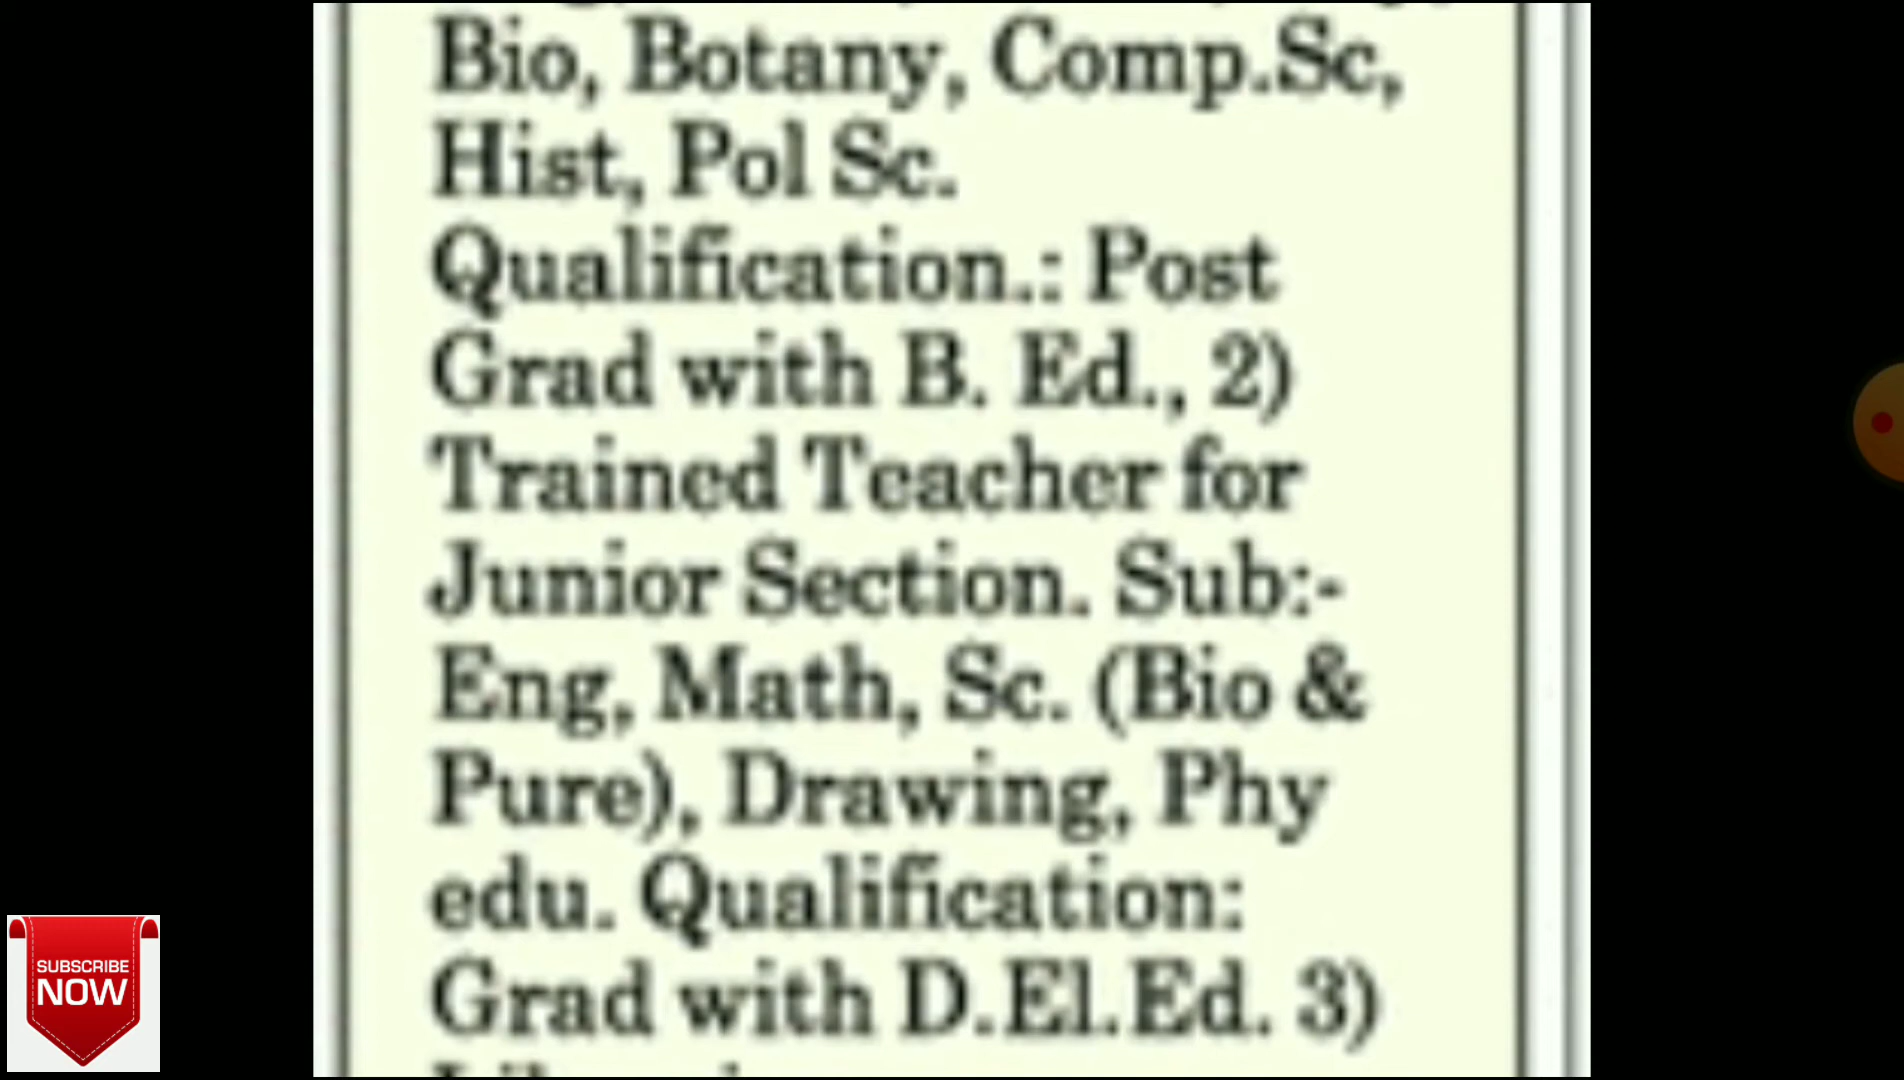 Bio, Botany, Comp.Sc,
Hist, Pol Sc.
Qualification.: Post
Grad with B. Ed., 2)
Trained Teacher for
Junior Section. Sub:-
Eng, Math, Sc. (Bio &
Pure), Drawing, Phy
edu. Qualification:
Grad with D.El.Ed. 3)
SUBSCRIBE
NOW